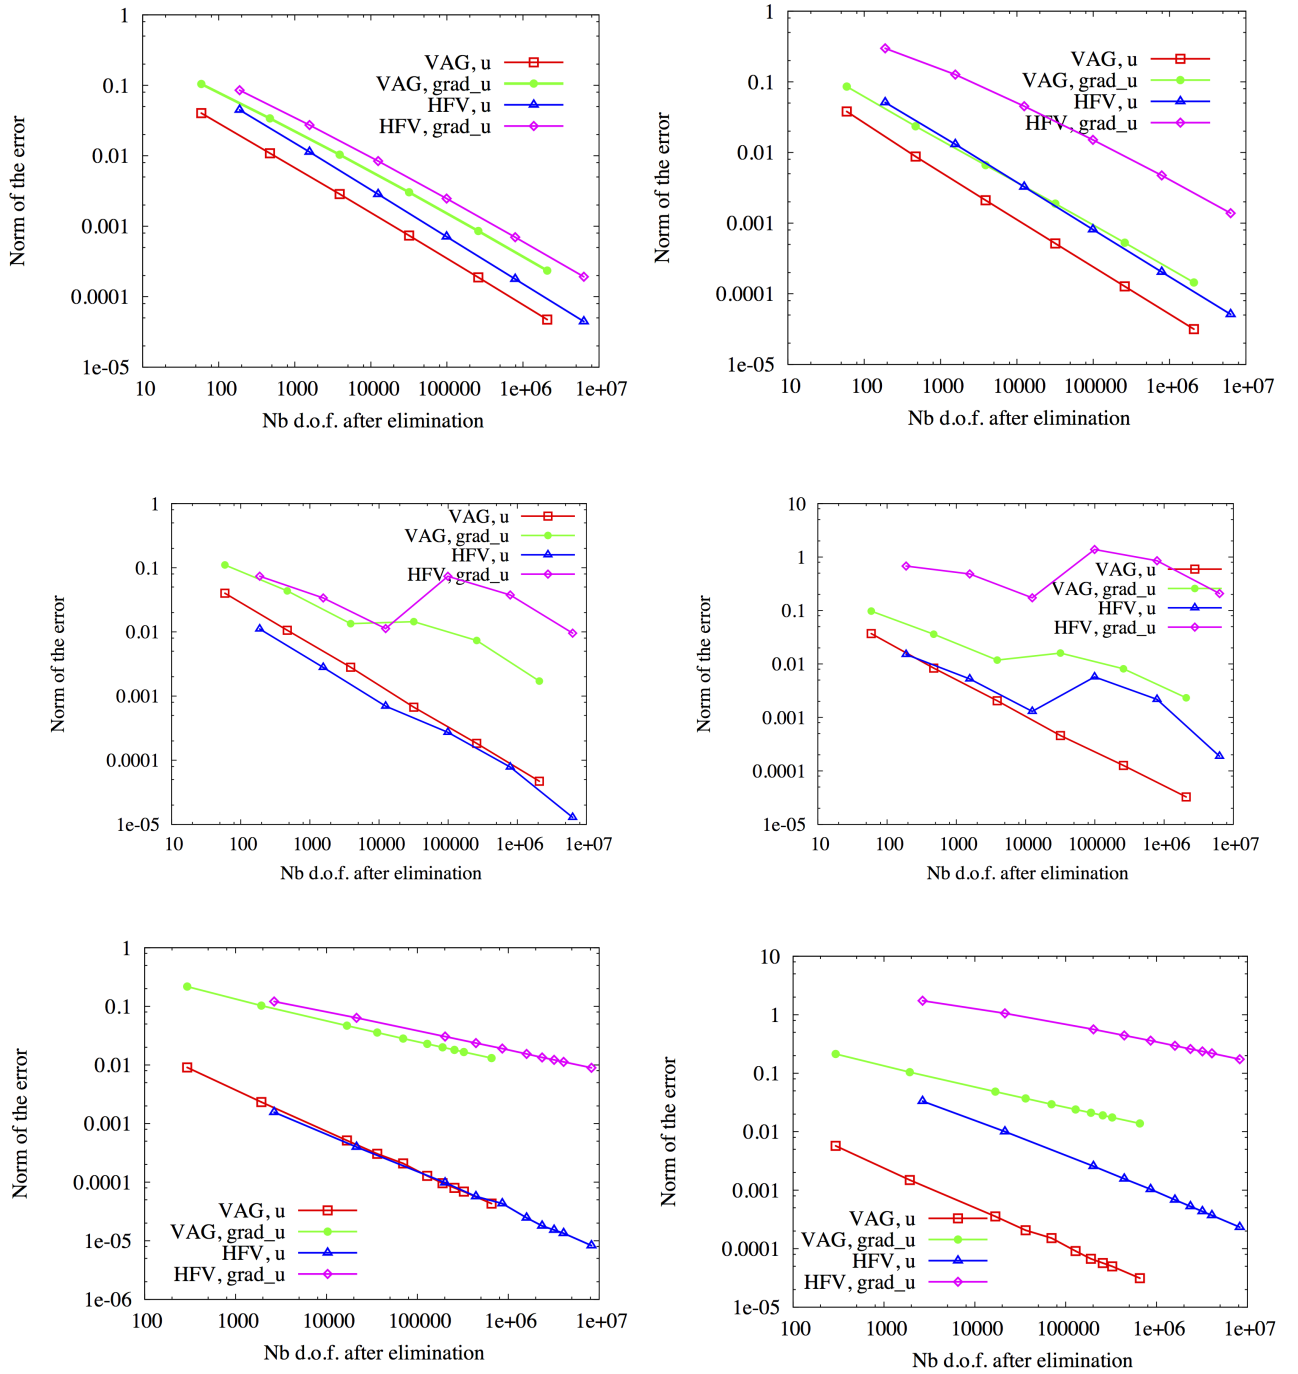 1
0.1
0.01
0.001
0.0001
1e-05
10
100
1000
10000
100000
1e+06
1e+07
Norm of the error
Nb d.o.f. after elimination
VAG, u
VAG, grad_u
HFV, u
HFV, grad_u
1
0.1
0.01
0.001
0.0001
1e-05
10
100
1000
10000
100000
1e+06
1e+07
Norm of the error
Nb d.o.f. after elimination
VAG, u
VAG, grad_u
HFV, u
HFV, grad_u
1
0.1
0.01
0.001
0.0001
1e-05
10
100
1000
10000
100000
1e+06
1e+07
Norm of the error
Nb d.o.f. after elimination
VAG, u
VAG, grad_u
HFV, u
HFV, grad_u
10
1
0.1
0.01
0.001
0.0001
1e-05
10
100
1000
10000
100000
1e+06
1e+07
Norm of the error
Nb d.o.f. after elimination
VAG, u
VAG, grad_u
HFV, u
HFV, grad_u
1
0.1
0.01
0.001
0.0001
1e-05
1e-06
100
1000
10000
100000
1e+06
1e+07
Norm of the error
Nb d.o.f. after elimination
VAG, u
VAG, grad_u
HFV, u
HFV, grad_u
10
1
0.1
0.01
0.001
0.0001
1e-05
100
1000
10000
100000
1e+06
1e+07
Norm of the error
Nb d.o.f. after elimination
VAG, u
VAG, grad_u
HFV, u
HFV, grad_u